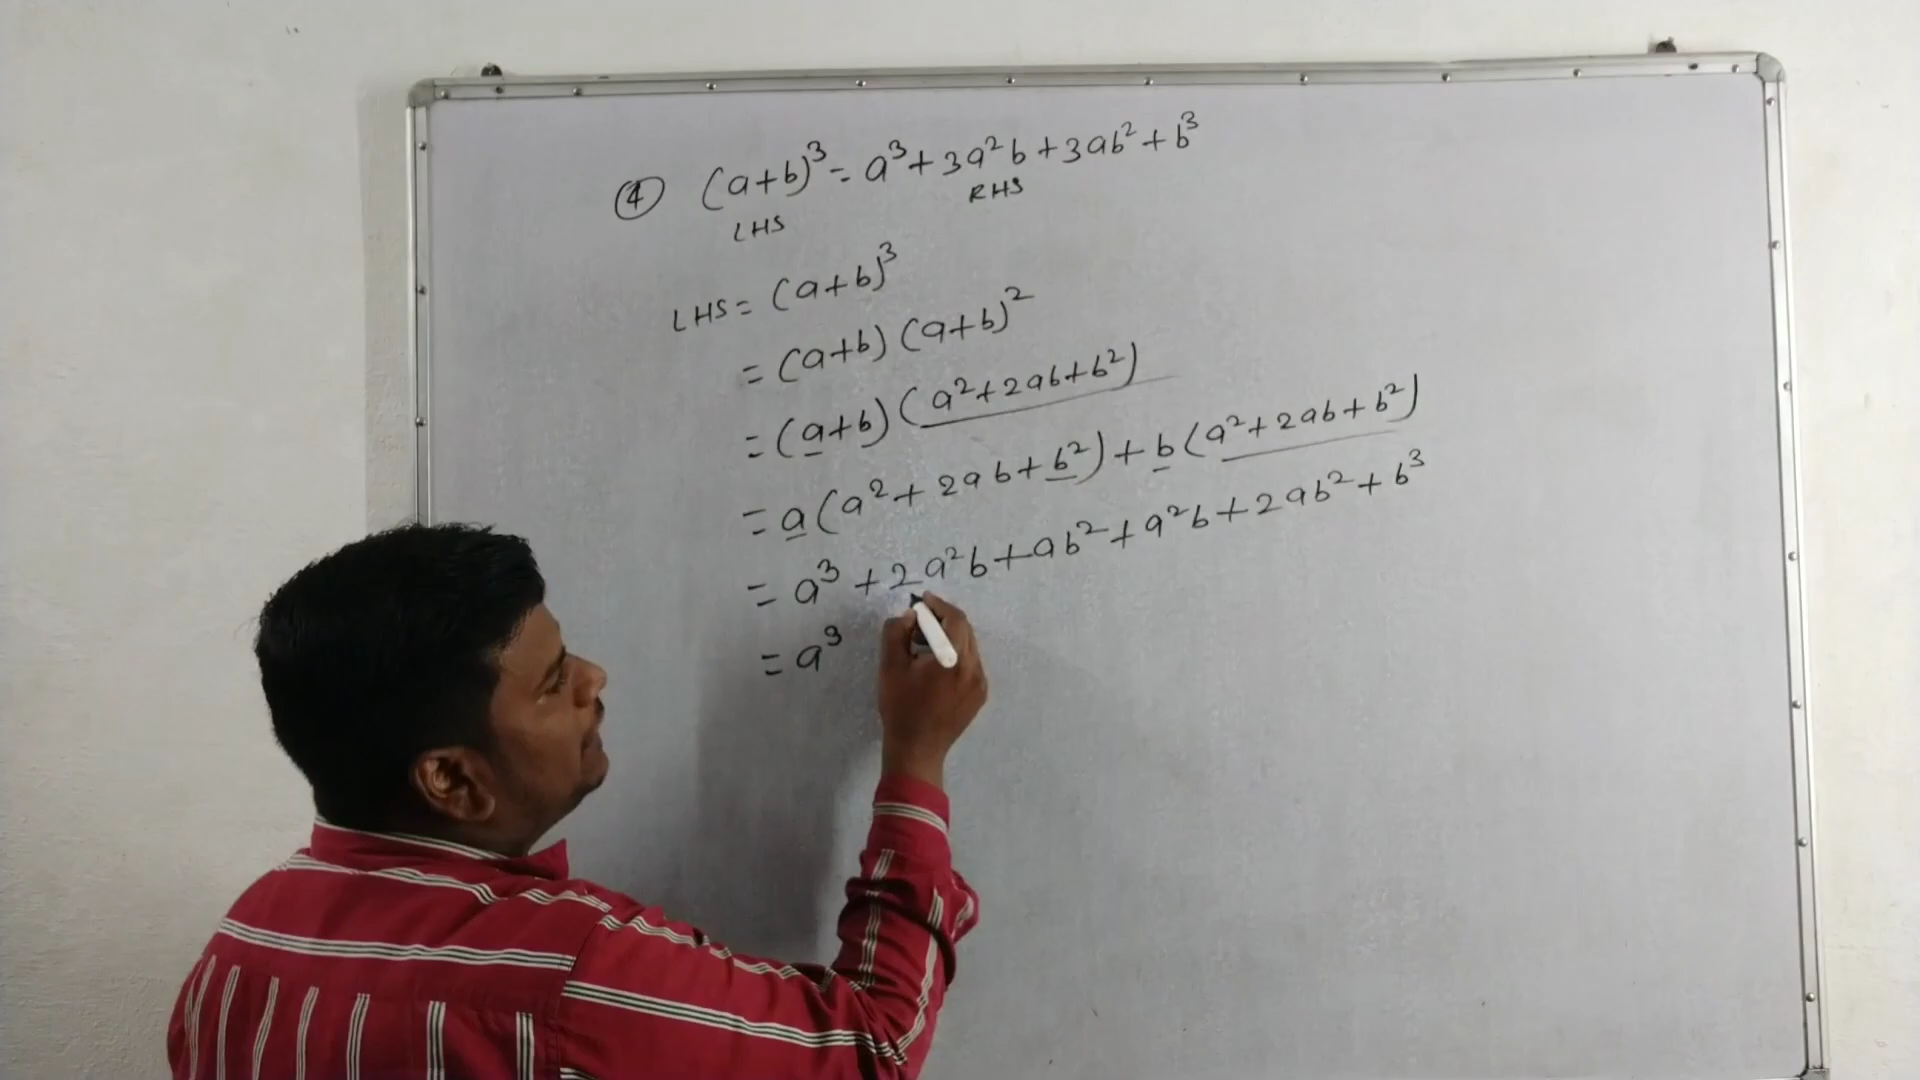 ④ (a+b)³ = a³+3a²b+3ab²+b³
LHS RHS
LHS = (a+b)³
= (a+b) (a+b)²
= (a+b) (a²+2ab+b²)
= a(a²+2ab+b²)+b(a²+2ab+b²)
= a³+2a²b+ab²+a²b+2ab²+b³
= a³